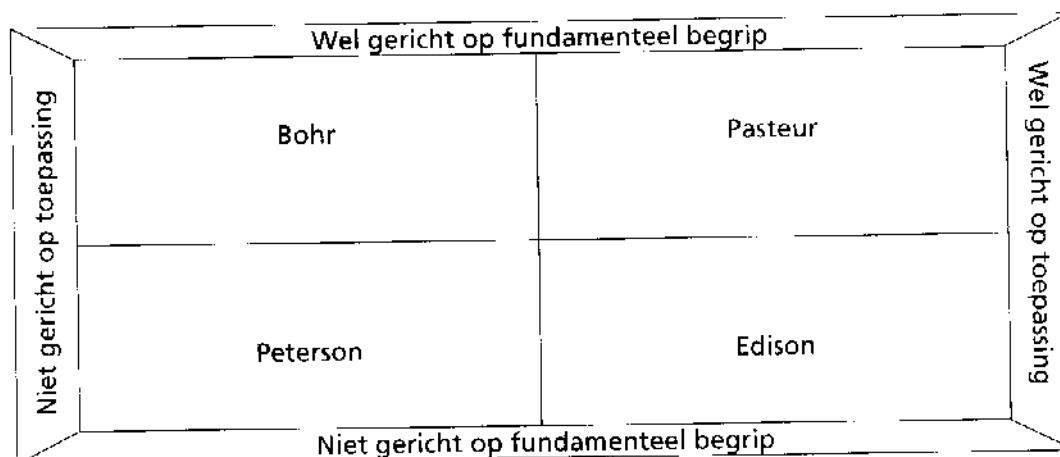 Wel gericht op fundamenteel begrip
Niet gericht op toepassing
Bohr
Pasteur
Wel gericht op toepassing
Peterson
Edison
Niet gericht op fundamenteel begrip